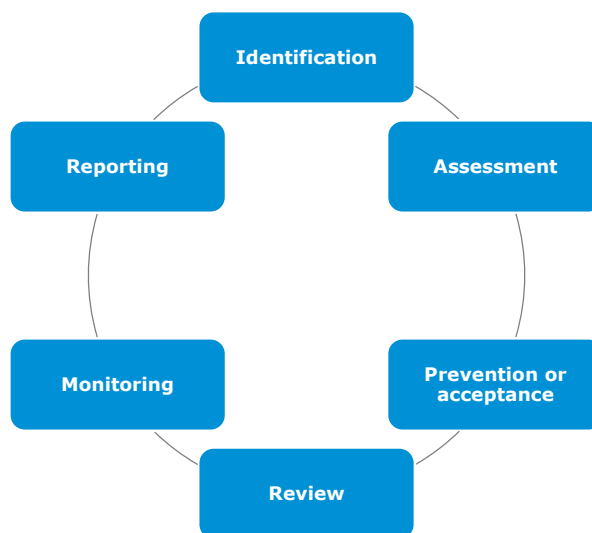 Identification
Assessment
Prevention or
acceptance
Review
Monitoring
Reporting